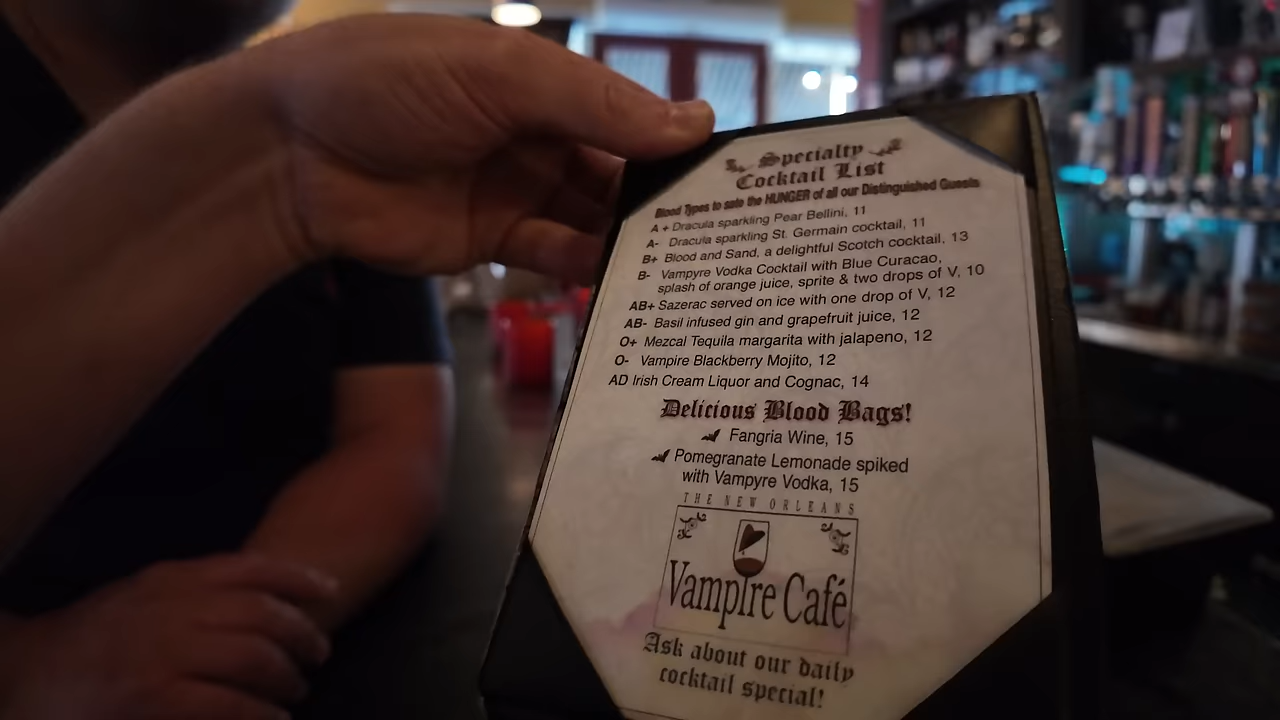 Specialty
Cocktail List
Blood Types to sate the HUNGER of all our Distinguished Guests
A + Dracula sparkling Pear Bellini, 11
A- Dracula sparkling St. Germain cocktail, 11
B+ Blood and Sand, a delightful Scotch cocktail, 13
B- Vampyre Vodka Cocktail with Blue Curacao,
splash of orange juice, sprite & two drops of V, 10
AB+ Sazerac served on ice with one drop of V, 12
AB- Basil infused gin and grapefruit juice, 12
O+ Mezcal Tequila margarita with jalapeno, 12
O- Vampire Blackberry Mojito, 12
AD Irish Cream Liquor and Cognac, 14
Delicious Blood Bags!
Fangria Wine, 15
Pomegranate Lemonade spiked
with Vampyre Vodka, 15
THE NEW ORLEANS
VampIre Café
Ask about our daily
cocktail special!